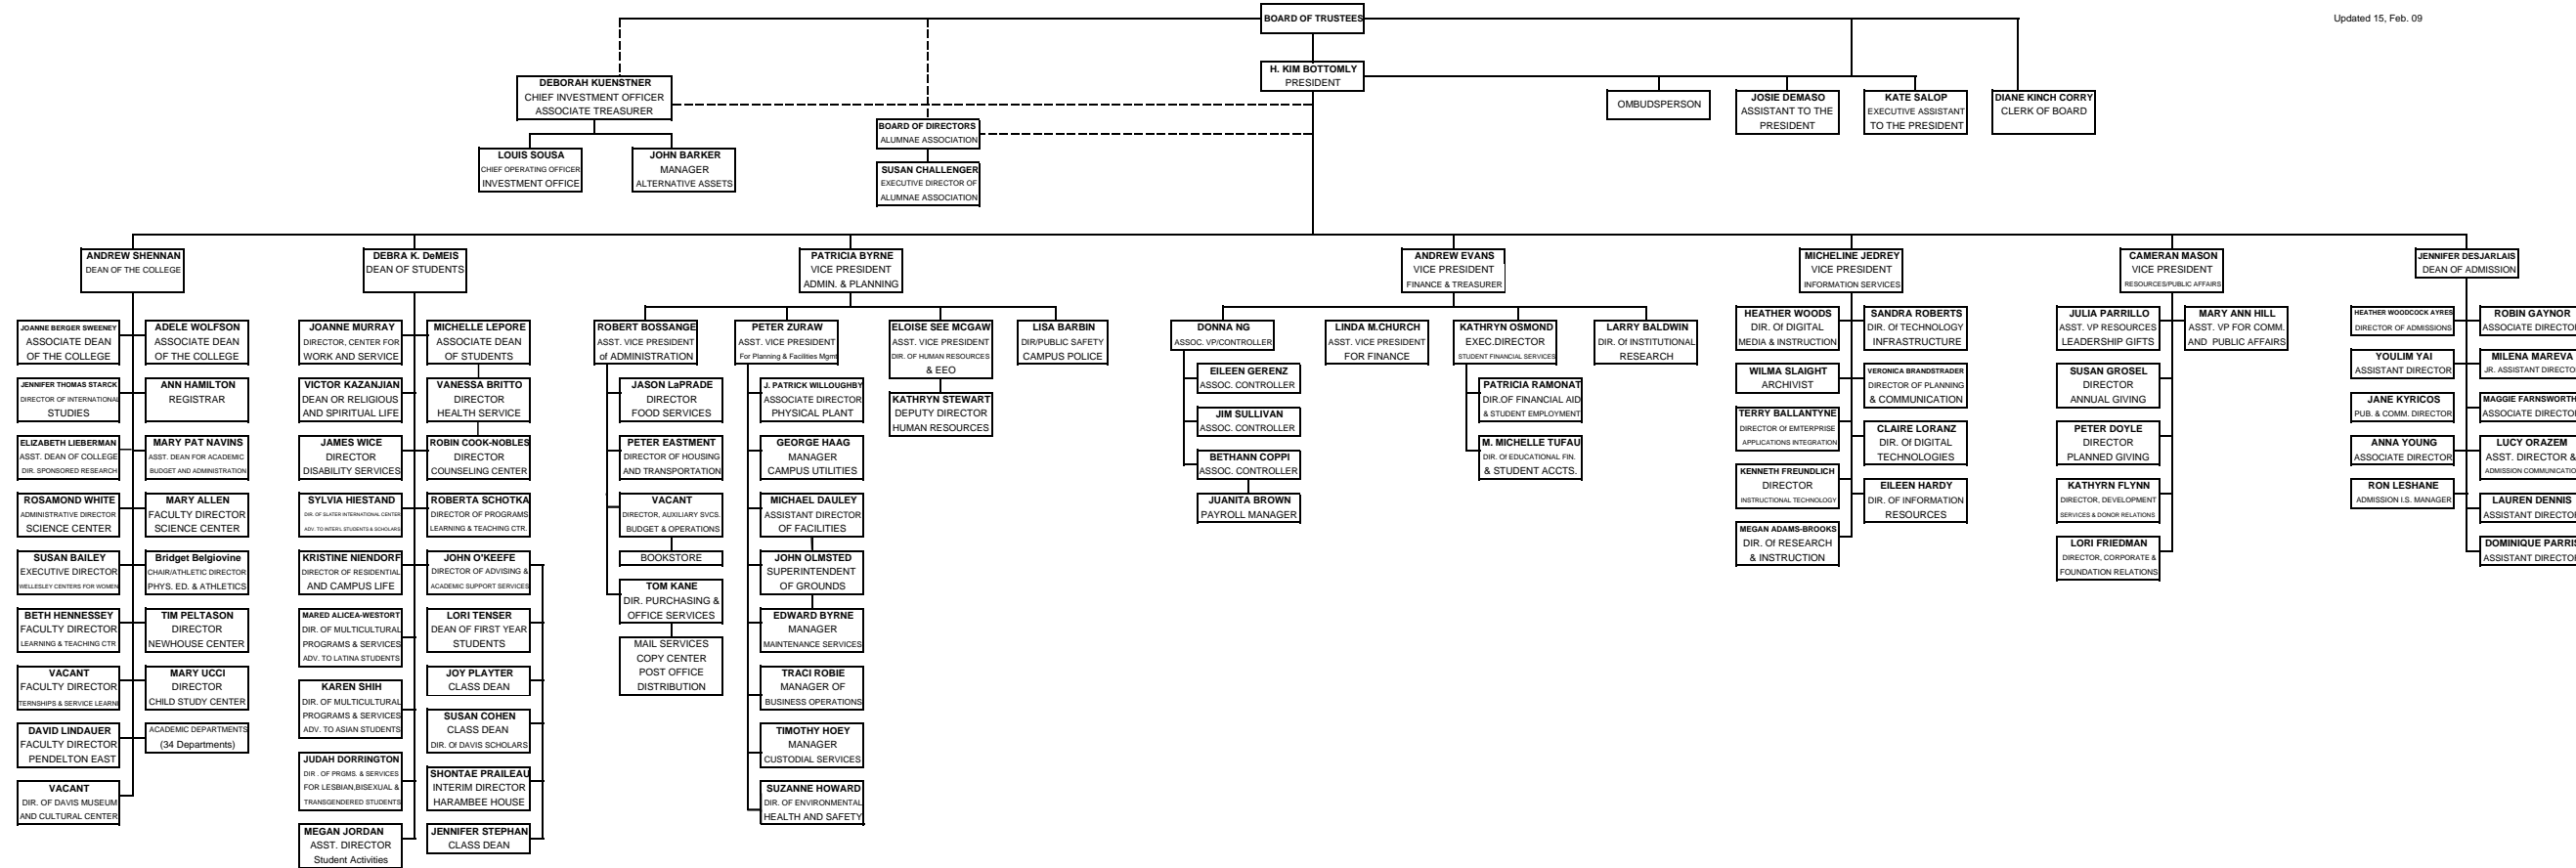 BOARD OF TRUSTEES
Updated 15, Feb. 09
H. KIM BOTTOMLY
PRESIDENT
DEBORAH KUENSTNER
CHIEF INVESTMENT OFFICER
ASSOCIATE TREASURER
OMBUDSPERSON
JOSIE DEMASO
ASSISTANT TO THE
PRESIDENT
KATE SALOP
EXECUTIVE ASSISTANT
TO THE PRESIDENT
DIANE KINCH CORRY
CLERK OF BOARD
BOARD OF DIRECTORS
ALUMNAE ASSOCIATION
LOUIS SOUSA
CHIEF OPERATING OFFICER
INVESTMENT OFFICE
JOHN BARKER
MANAGER
ALTERNATIVE ASSETS
SUSAN CHALLENGER
EXECUTIVE DIRECTOR OF
ALUMNAE ASSOCIATION
ANDREW SHENNAN
DEAN OF THE COLLEGE
DEBRA K. DeMEIS
DEAN OF STUDENTS
PATRICIA BYRNE
VICE PRESIDENT
ADMIN. & PLANNING
ANDREW EVANS
VICE PRESIDENT
FINANCE & TREASURER
MICHELINE JEDREY
VICE PRESIDENT
INFORMATION SERVICES
CAMERAN MASON
VICE PRESIDENT
RESOURCES/PUBLIC AFFAIRS
JENNIFER DESJARLAIS
DEAN OF ADMISSION
JOANNE BERGER SWEENEY
ASSOCIATE DEAN
OF THE COLLEGE
ADELE WOLFSON
ASSOCIATE DEAN
OF THE COLLEGE
JENNIFER THOMAS STARCK
DIRECTOR OF INTERNATIONAL
STUDIES
ANN HAMILTON
REGISTRAR
ELIZABETH LIEBERMAN
ASST. DEAN OF COLLEGE
DIR. SPONSORED RESEARCH
MARY PAT NAVINS
ASST. DEAN FOR ACADEMIC
BUDGET AND ADMINISTRATION
ROSAMOND WHITE
ADMINISTRATIVE DIRECTOR
SCIENCE CENTER
MARY ALLEN
FACULTY DIRECTOR
SCIENCE CENTER
SUSAN BAILEY
EXECUTIVE DIRECTOR
WELLESLEY CENTERS FOR WOMEN
Bridget Belgiovine
CHAIR/ATHLETIC DIRECTOR
PHYS. ED. & ATHLETICS
BETH HENNESSEY
FACULTY DIRECTOR
LEARNING & TEACHING CTR
TIM PELTASON
DIRECTOR
NEWHOUSE CENTER
VACANT
FACULTY DIRECTOR
TERNSHIPS & SERVICE LEARNI
MARY UCCI
DIRECTOR
CHILD STUDY CENTER
DAVID LINDAUER
FACULTY DIRECTOR
PENDELTON EAST
ACADEMIC DEPARTMENTS
(34 Departments)
VACANT
DIR. OF DAVIS MUSEUM
AND CULTURAL CENTER
JOANNE MURRAY
DIRECTOR, CENTER FOR
WORK AND SERVICE
MICHELLE LEPORE
ASSOCIATE DEAN
OF STUDENTS
VICTOR KAZANJIAN
DEAN OR RELIGIOUS
AND SPIRITUAL LIFE
VANESSA BRITTO
DIRECTOR
HEALTH SERVICE
JAMES WICE
DIRECTOR
DISABILITY SERVICES
ROBIN COOK-NOBLES
DIRECTOR
COUNSELING CENTER
SYLVIA HIESTAND
DIR. OF SLATER INTERNATIONAL CENTER
ADV. TO INTER'L STUDENTS & SCHOLARS
ROBERTA SCHOTKA
DIRECTOR OF PROGRAMS
LEARNING & TEACHING CTR.
KRISTINE NIENDORF
DIRECTOR OF RESIDENTIAL
AND CAMPUS LIFE
JOHN O'KEEFE
DIRECTOR OF ADVISING &
ACADEMIC SUPPORT SERVICES
MARED ALICEA-WESTORT
DIR. OF MULTICULTURAL
PROGRAMS & SERVICES
ADV. TO LATINA STUDENTS
LORI TENSER
DEAN OF FIRST YEAR
STUDENTS
KAREN SHIH
DIR. OF MULTICULTURAL
PROGRAMS & SERVICES
ADV. TO ASIAN STUDENTS
JOY PLAYTER
CLASS DEAN
SUSAN COHEN
CLASS DEAN
DIR. Of DAVIS SCHOLARS
JUDAH DORRINGTON
DIR . OF PRGMS. & SERVICES
FOR LESBIAN,BISEXUAL &
TRANSGENDERED STUDENTS
SHONTAE PRAILEAU
INTERIM DIRECTOR
HARAMBEE HOUSE
MEGAN JORDAN
ASST. DIRECTOR
Student Activities
JENNIFER STEPHAN
CLASS DEAN
ROBERT BOSSANGE
ASST. VICE PRESIDENT
of ADMINISTRATION
JASON LaPRADE
DIRECTOR
FOOD SERVICES
PETER EASTMENT
DIRECTOR OF HOUSING
AND TRANSPORTATION
VACANT
DIRECTOR, AUXILIARY SVCS.
BUDGET & OPERATIONS
BOOKSTORE
TOM KANE
DIR. PURCHASING &
OFFICE SERVICES
MAIL SERVICES
COPY CENTER
POST OFFICE
DISTRIBUTION
PETER ZURAW
ASST. VICE PRESIDENT
For Planning & Facilities Mgmt
J. PATRICK WILLOUGHBY
ASSOCIATE DIRECTOR
PHYSICAL PLANT
GEORGE HAAG
MANAGER
CAMPUS UTILITIES
MICHAEL DAULEY
ASSISTANT DIRECTOR
OF FACILITIES
JOHN OLMSTED
SUPERINTENDENT
OF GROUNDS
EDWARD BYRNE
MANAGER
MAINTENANCE SERVICES
TRACI ROBIE
MANAGER OF
BUSINESS OPERATIONS
TIMOTHY HOEY
MANAGER
CUSTODIAL SERVICES
SUZANNE HOWARD
DIR. OF ENVIRONMENTAL
HEALTH AND SAFETY
ELOISE SEE MCGAW
ASST. VICE PRESIDENT
DIR. OF HUMAN RESOURCES
& EEO
KATHRYN STEWART
DEPUTY DIRECTOR
HUMAN RESOURCES
LISA BARBIN
DIR/PUBLIC SAFETY
CAMPUS POLICE
DONNA NG
ASSOC. VP/CONTROLLER
EILEEN GERENZ
ASSOC. CONTROLLER
JIM SULLIVAN
ASSOC. CONTROLLER
BETHANN COPPI
ASSOC. CONTROLLER
JUANITA BROWN
PAYROLL MANAGER
LINDA M.CHURCH
ASST. VICE PRESIDENT
FOR FINANCE
KATHRYN OSMOND
EXEC.DIRECTOR
STUDENT FINANCIAL SERVICES
PATRICIA RAMONAT
DIR.OF FINANCIAL AID
& STUDENT EMPLOYMENT
M. MICHELLE TUFAU
DIR. Of EDUCATIONAL FIN.
& STUDENT ACCTS.
LARRY BALDWIN
DIR. Of INSTITUTIONAL
RESEARCH
HEATHER WOODS
DIR. Of DIGITAL
MEDIA & INSTRUCTION
SANDRA ROBERTS
DIR. Of TECHNOLOGY
INFRASTRUCTURE
WILMA SLAIGHT
ARCHIVIST
VERONICA BRANDSTRADER
DIRECTOR OF PLANNING
& COMMUNICATION
TERRY BALLANTYNE
DIRECTOR Of EMTERPRISE
APPLICATIONS INTEGRATION
CLAIRE LORANZ
DIR. Of DIGITAL
TECHNOLOGIES
KENNETH FREUNDLICH
DIRECTOR
INSTRUCTIONAL TECHNOLOGY
EILEEN HARDY
DIR. OF INFORMATION
RESOURCES
MEGAN ADAMS-BROOKS
DIR. Of RESEARCH
& INSTRUCTION
JULIA PARRILLO
ASST. VP RESOURCES
LEADERSHIP GIFTS
MARY ANN HILL
ASST. VP FOR COMM.
AND PUBLIC AFFAIRS
SUSAN GROSEL
DIRECTOR
ANNUAL GIVING
PETER DOYLE
DIRECTOR
PLANNED GIVING
KATHYRN FLYNN
DIRECTOR, DEVELOPMENT
SERVICES & DONOR RELATIONS
LORI FRIEDMAN
DIRECTOR, CORPORATE &
FOUNDATION RELATIONS
HEATHER WOODCOCK AYRES
DIRECTOR OF ADMISSIONS
ROBIN GAYNOR
ASSOCIATE DIRECTOR
YOULIM YAI
ASSISTANT DIRECTOR
MILENA MAREVA
JR. ASSISTANT DIRECTOR
JANE KYRICOS
PUB. & COMM. DIRECTOR
MAGGIE FARNSWORTH
ASSOCIATE DIRECTOR
ANNA YOUNG
ASSOCIATE DIRECTOR
LUCY ORAZEM
ASST. DIRECTOR &
ADMISSION COMMUNICATIO
RON LESHANE
ADMISSION I.S. MANAGER
LAUREN DENNIS
ASSISTANT DIRECTOR
DOMINIQUE PARRIS
ASSISTANT DIRECTOR